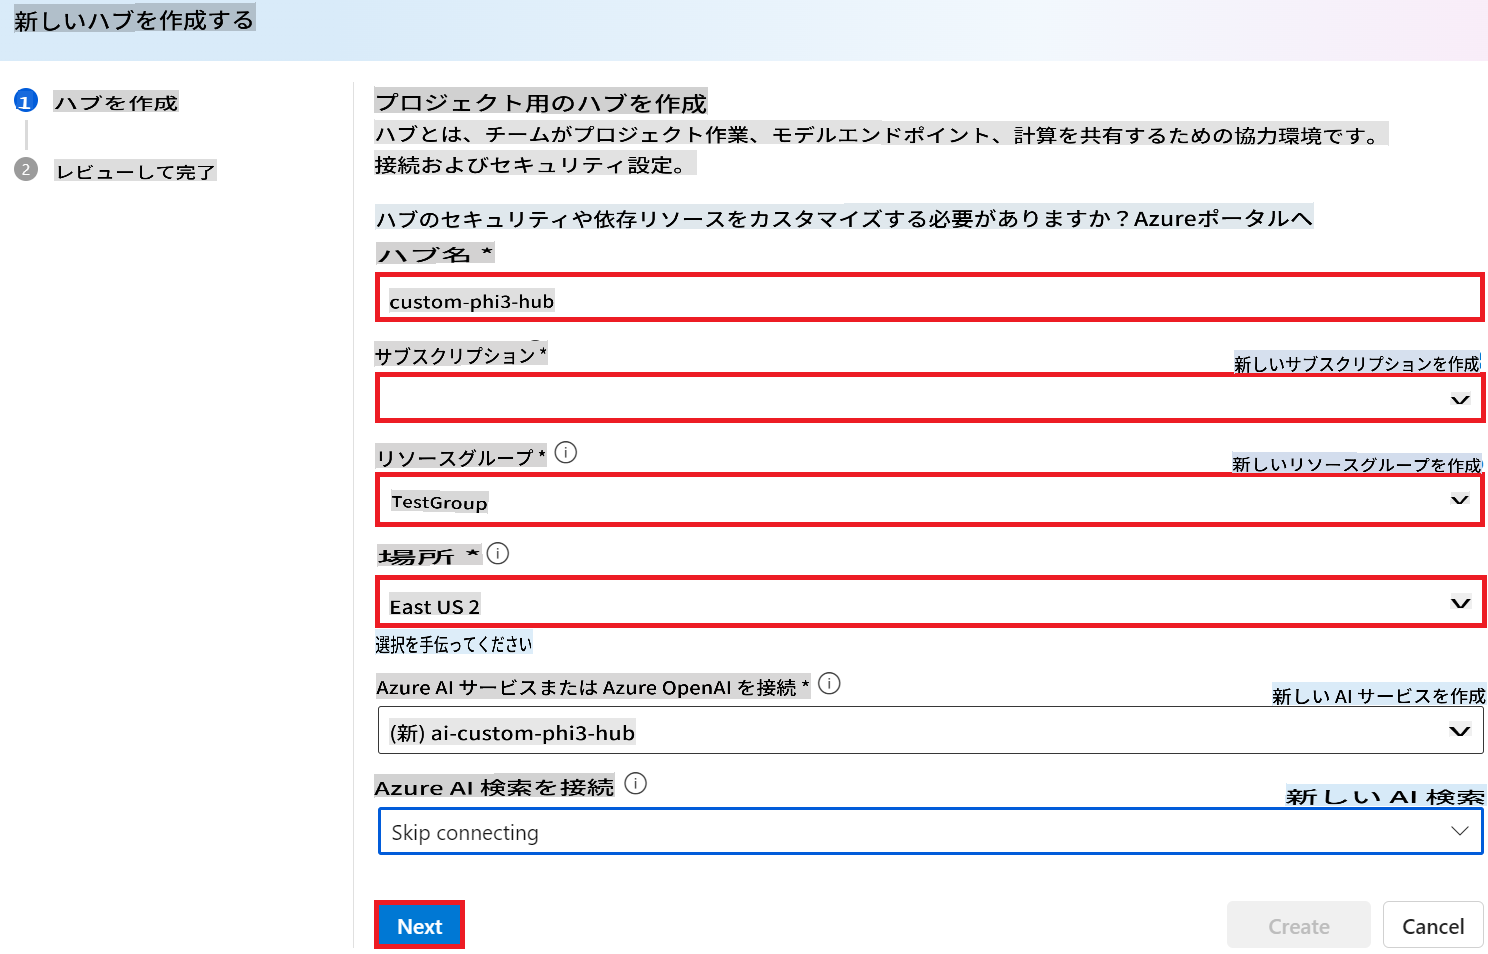 新しいハブを作成する
1 ハブを作成
2 レビューして完了
プロジェクト用のハブを作成
ハブとは、チームがプロジェクト作業、モデルエンドポイント、計算を共有するための協力環境です。
接続およびセキュリティ設定。
ハブのセキュリティや依存リソースをカスタマイズする必要がありますか？Azureポータルへ
ハブ名 *
custom-phi3-hub
サブスクリプション *
新しいサブスクリプションを作成
リソースグループ *
新しいリソースグループを作成
TestGroup
場所 *
East US 2
選択を手伝ってください
Azure AI サービスまたは Azure OpenAI を接続 *
新しい AI サービスを作成
(新) ai-custom-phi3-hub
Azure AI 検索を接続
新しい AI 検索
Skip connecting
Next
Create
Cancel